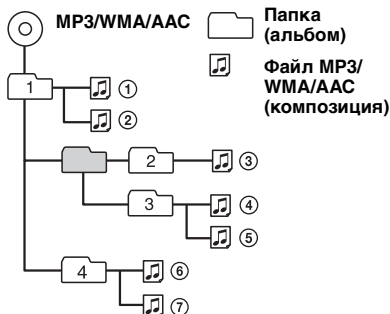 MP3/WMA/AAC
Папка
(альбом)
Файл MP3/
WMA/AAC
(композиция)
1
①
②
2
③
3
④
⑤
4
⑥
⑦